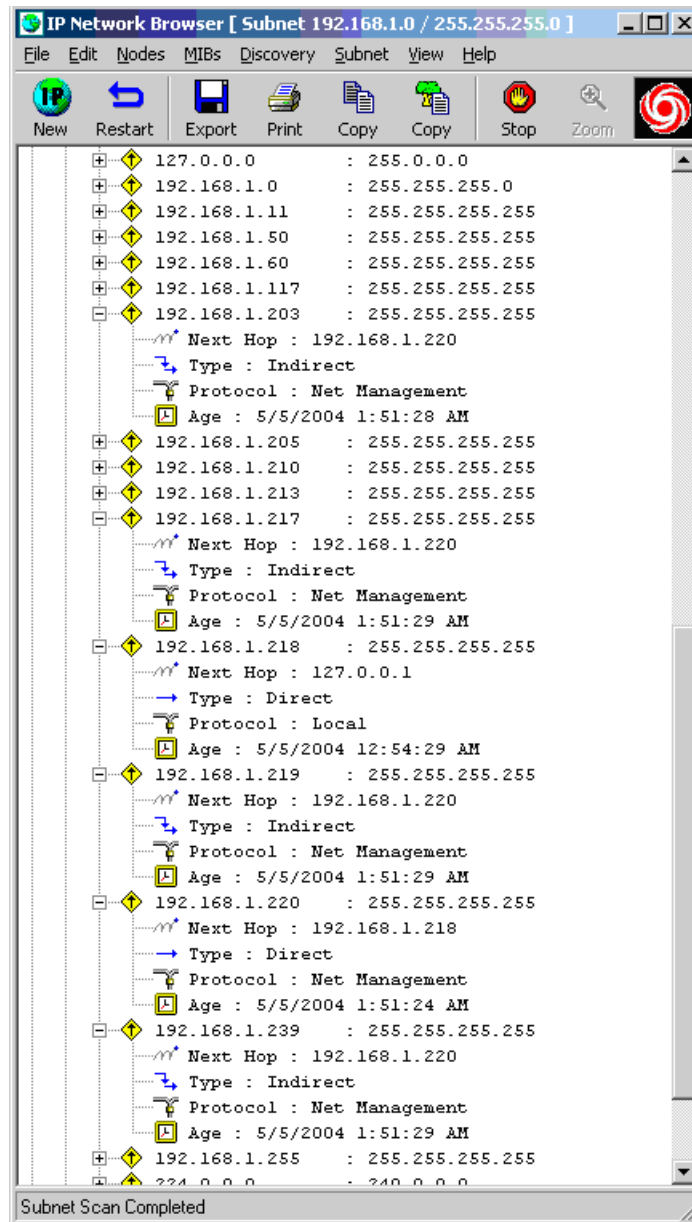 IP Network Browser [ Subnet 192.168.1.0 / 255.255.255.0 ]
File Edit Nodes MIBs Discovery Subnet View Help
IP
New Restart Export Print Copy Copy Stop Zoom
127.0.0.0 : 255.0.0.0
192.168.1.0 : 255.255.255.0
192.168.1.11 : 255.255.255.255
192.168.1.50 : 255.255.255.255
192.168.1.60 : 255.255.255.255
192.168.1.117 : 255.255.255.255
192.168.1.203 : 255.255.255.255
Next Hop : 192.168.1.220
Type : Indirect
Protocol : Net Management
Age : 5/5/2004 1:51:28 AM
192.168.1.205 : 255.255.255.255
192.168.1.210 : 255.255.255.255
192.168.1.213 : 255.255.255.255
192.168.1.217 : 255.255.255.255
Next Hop : 192.168.1.220
Type : Indirect
Protocol : Net Management
Age : 5/5/2004 1:51:29 AM
192.168.1.218 : 255.255.255.255
Next Hop : 127.0.0.1
Type : Direct
Protocol : Local
Age : 5/5/2004 12:54:29 AM
192.168.1.219 : 255.255.255.255
Next Hop : 192.168.1.220
Type : Indirect
Protocol : Net Management
Age : 5/5/2004 1:51:29 AM
192.168.1.220 : 255.255.255.255
Next Hop : 192.168.1.218
Type : Direct
Protocol : Net Management
Age : 5/5/2004 1:51:24 AM
192.168.1.239 : 255.255.255.255
Next Hop : 192.168.1.220
Type : Indirect
Protocol : Net Management
Age : 5/5/2004 1:51:29 AM
192.168.1.255 : 255.255.255.255
224.0.0.0 : 240.0.0.0
Subnet Scan Completed